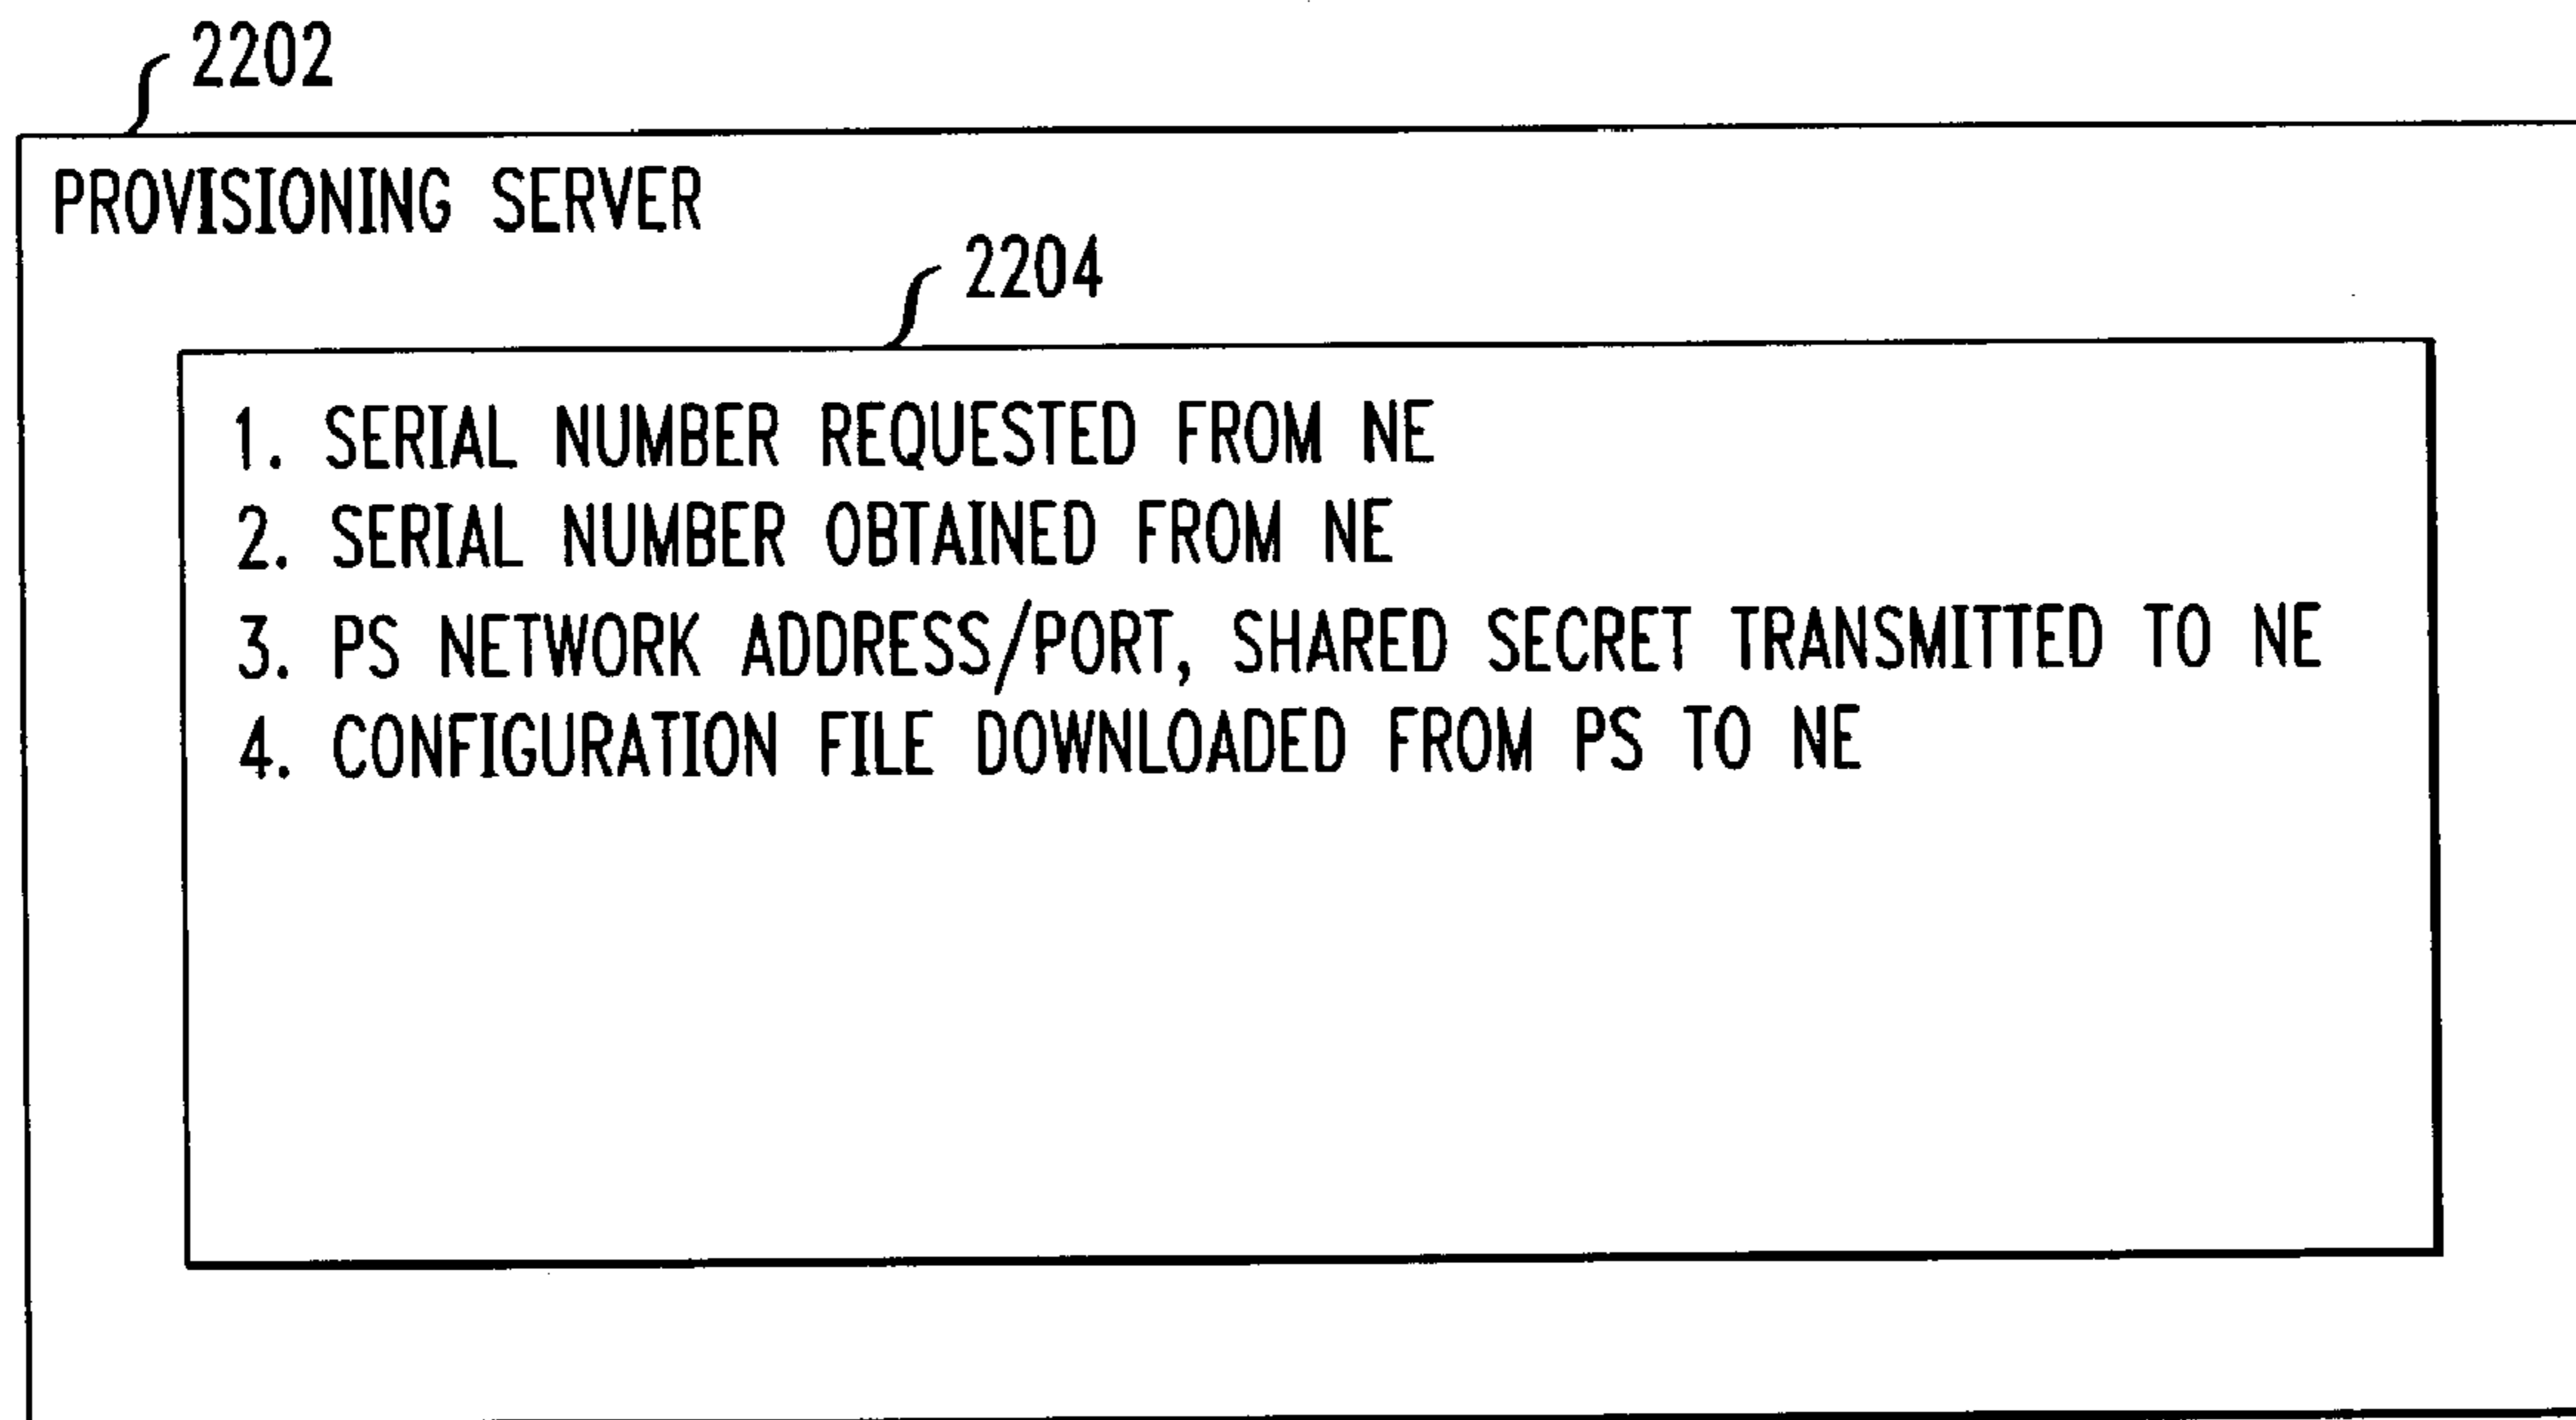 2202
PROVISIONING SERVER
2204
1. SERIAL NUMBER REQUESTED FROM NE
2. SERIAL NUMBER OBTAINED FROM NE
3. PS NETWORK ADDRESS/PORT, SHARED SECRET TRANSMITTED TO NE
4. CONFIGURATION FILE DOWNLOADED FROM PS TO NE